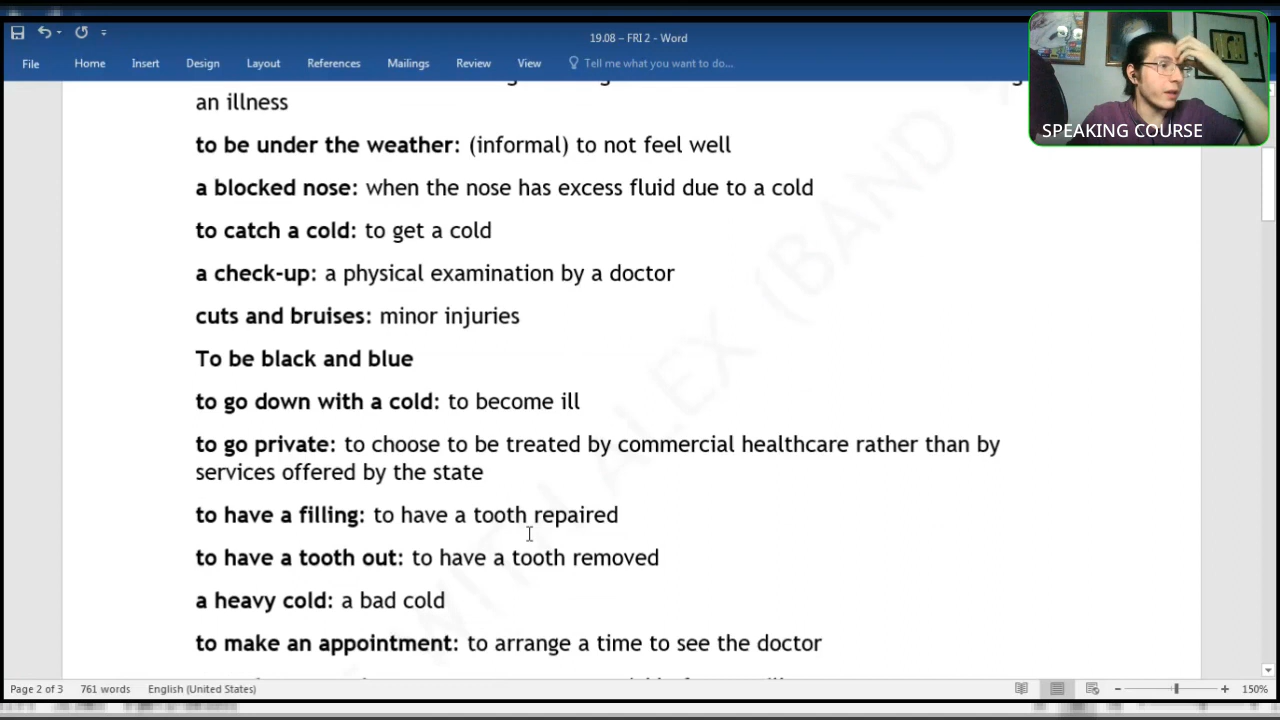 19.08 – FRI 2 - Word
File Home Insert Design Layout References Mailings Review View Tell me what you want to do...
SPEAKING COURSE
an illness
to be under the weather: (informal) to not feel well
a blocked nose: when the nose has excess fluid due to a cold
to catch a cold: to get a cold
a check-up: a physical examination by a doctor
cuts and bruises: minor injuries
To be black and blue
to go down with a cold: to become ill
to go private: to choose to be treated by commercial healthcare rather than by
services offered by the state
to have a filling: to have a tooth repaired
to have a tooth out: to have a tooth removed
a heavy cold: a bad cold
to make an appointment: to arrange a time to see the doctor
WITH ALEX (BAND
Page 2 of 3 761 words English (United States) 150%